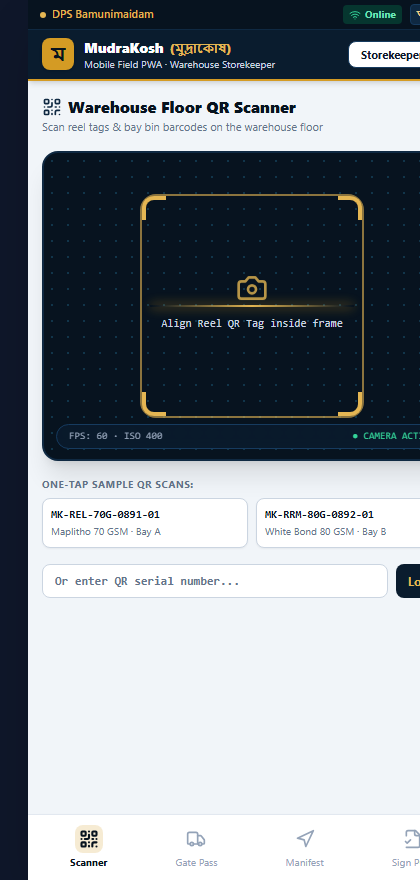 DPS Bamunimaidam
Online
ম
MudraKosh (মুদ্ৰাকোষ)
Mobile Field PWA · Warehouse Storekeeper
Storekeeper
Warehouse Floor QR Scanner
Scan reel tags & bay bin barcodes on the warehouse floor
Align Reel QR Tag inside frame
FPS: 60 · ISO 400
● CAMERA ACTI
ONE-TAP SAMPLE QR SCANS:
MK-REL-70G-0891-01
Maplitho 70 GSM · Bay A
MK-RRM-80G-0892-01
White Bond 80 GSM · Bay B
Or enter QR serial number...
Lo
Scanner
Gate Pass
Manifest
Sign P